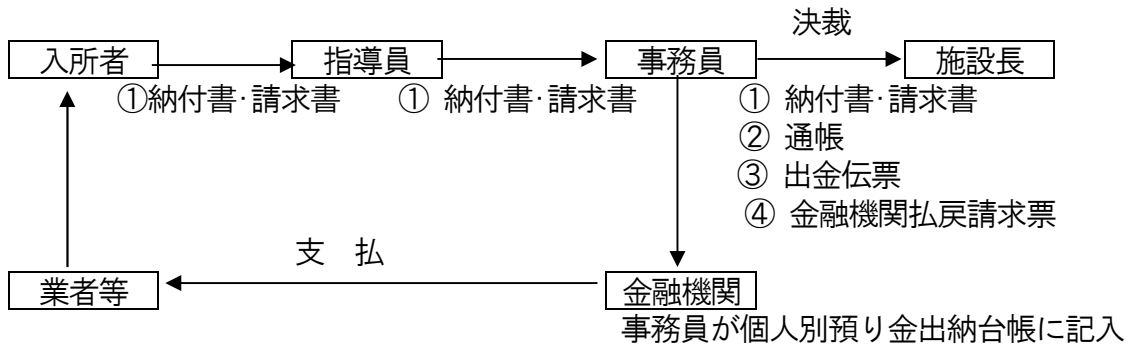 決裁
入所者 指導員 事務員 施設長
①納付書･請求書 ① 納付書･請求書 ① 納付書･請求書
② 通帳
③ 出金伝票
④ 金融機関払戻請求票
支　払
業者等 金融機関
事務員が個人別預り金出納台帳に記入